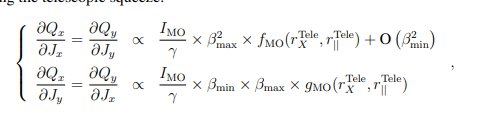 ing the telescopic squeeze:
{ ∂Q_x/∂J_x = ∂Q_y/∂J_y ∝ I_MO/γ × β²_max × f_MO(r_X^Tele, r_||^Tele) + O(β²_min)
∂Q_x/∂J_y = ∂Q_y/∂J_x ∝ I_MO/γ × β_min × β_max × g_MO(r_X^Tele, r_||^Tele) ,